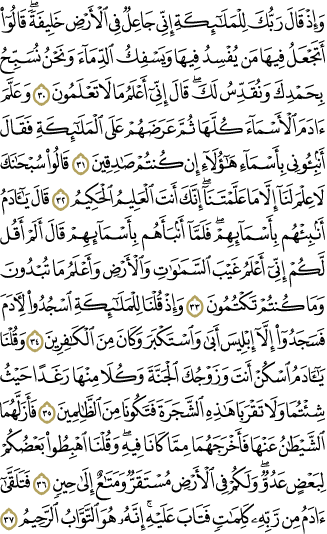 وَإِذْ قَالَ رَبُّكَ لِلْمَلَٰٓئِكَةِ إِنِّي جَاعِلٌ فِي ٱلْأَرْضِ خَلِيفَةً ۖ قَالُوٓا۟
أَتَجْعَلُ فِيهَا مَن يُفْسِدُ فِيهَا وَيَسْفِكُ ٱلدِّمَآءَ وَنَحْنُ نُسَبِّحُ
بِحَمْدِكَ وَنُقَدِّسُ لَكَ ۖ قَالَ إِنِّيٓ أَعْلَمُ مَا لَا تَعْلَمُونَ ٣٠ وَعَلَّمَ
ءَادَمَ ٱلْأَسْمَآءَ كُلَّهَا ثُمَّ عَرَضَهُمْ عَلَى ٱلْمَلَٰٓئِكَةِ فَقَالَ
أَنۢبِـُٔونِي بِأَسْمَآءِ هَٰٓؤُلَآءِ إِن كُنتُمْ صَٰدِقِينَ ٣١ قَالُوا۟ سُبْحَٰنَكَ
لَا عِلْمَ لَنَآ إِلَّا مَا عَلَّمْتَنَآ ۖ إِنَّكَ أَنتَ ٱلْعَلِيمُ ٱلْحَكِيمُ ٣٢ قَالَ يَٰٓـَٔادَمُ
أَنۢبِئْهُم بِأَسْمَآئِهِمْ ۖ فَلَمَّآ أَنۢبَأَهُم بِأَسْمَآئِهِمْ قَالَ أَلَمْ أَقُل
لَّكُمْ إِنِّيٓ أَعْلَمُ غَيْبَ ٱلسَّمَٰوَٰتِ وَٱلْأَرْضِ وَأَعْلَمُ مَا تُبْدُونَ
وَمَا كُنتُمْ تَكْتُمُونَ ٣٣ وَإِذْ قُلْنَا لِلْمَلَٰٓئِكَةِ ٱسْجُدُوا۟ لِـَٔادَمَ
فَسَجَدُوٓا۟ إِلَّآ إِبْلِيسَ أَبَىٰ وَٱسْتَكْبَرَ وَكَانَ مِنَ ٱلْكَٰفِرِينَ ٣٤ وَقُلْنَا
يَٰٓـَٔادَمُ ٱسْكُنْ أَنتَ وَزَوْجُكَ ٱلْجَنَّةَ وَكُلَا مِنْهَا رَغَدًا حَيْثُ
شِئْتُمَا وَلَا تَقْرَبَا هَٰذِهِ ٱلشَّجَرَةَ فَتَكُونَا مِنَ ٱلظَّٰلِمِينَ ٣٥ فَأَزَلَّهُمَا
ٱلشَّيْطَٰنُ عَنْهَا فَأَخْرَجَهُمَا مِمَّا كَانَا فِيهِ ۖ وَقُلْنَا ٱهْبِطُوا۟ بَعْضُكُمْ
لِبَعْضٍ عَدُوٌّ ۖ وَلَكُمْ فِي ٱلْأَرْضِ مُسْتَقَرٌّ وَمَتَٰعٌ إِلَىٰ حِينٍ ٣٦ فَتَلَقَّىٰٓ
ءَادَمُ مِن رَّبِّهِۦ كَلِمَٰتٍ فَتَابَ عَلَيْهِ ۚ إِنَّهُۥ هُوَ ٱلتَّوَّابُ ٱلرَّحِيمُ ٣٧